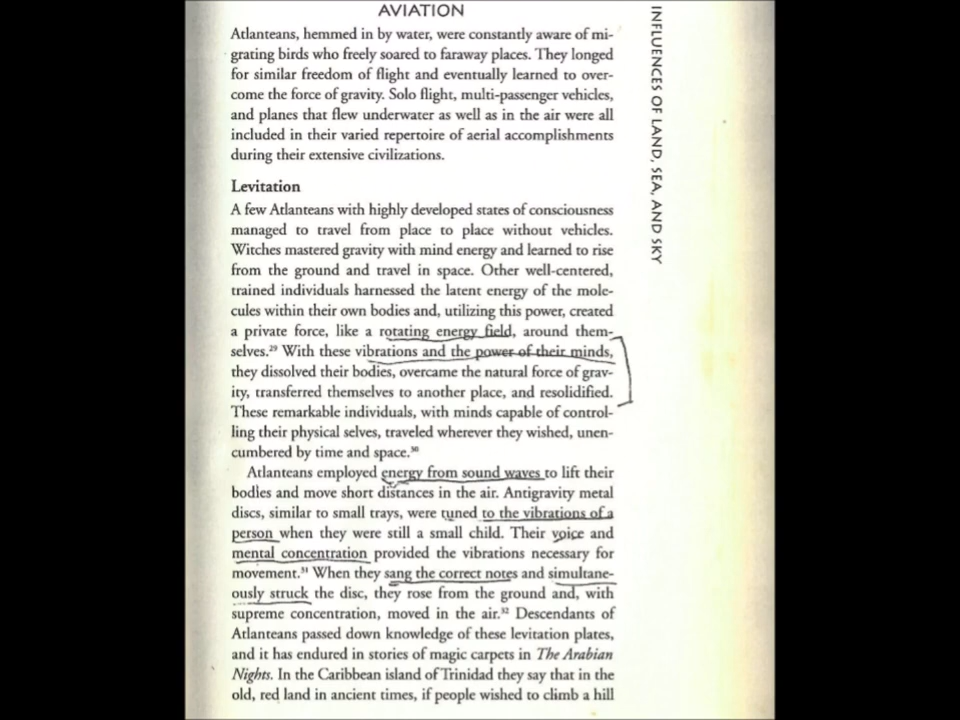 AVIATION
Atlanteans, hemmed in by water, were constantly aware of mi-
grating birds who freely soared to faraway places. They longed
for similar freedom of flight and eventually learned to over-
come the force of gravity. Solo flight, multi-passenger vehicles,
and planes that flew underwater as well as in the air were all
included in their varied repertoire of aerial accomplishments
during their extensive civilizations.
Levitation
A few Atlanteans with highly developed states of consciousness
managed to travel from place to place without vehicles.
Witches mastered gravity with mind energy and learned to rise
from the ground and travel in space. Other well-centered,
trained individuals harnessed the latent energy of the mole-
cules within their own bodies and, utilizing this power, created
a private force, like a rotating energy field, around them-
selves.²⁹ With these vibrations and the power of their minds,
they dissolved their bodies, overcame the natural force of grav-
ity, transferred themselves to another place, and resolidified.
These remarkable individuals, with minds capable of control-
ling their physical selves, traveled wherever they wished, unen-
cumbered by time and space.³⁰
Atlanteans employed energy from sound waves to lift their
bodies and move short distances in the air. Antigravity metal
discs, similar to small trays, were tuned to the vibrations of a
person when they were still a small child. Their voice and
mental concentration provided the vibrations necessary for
movement.³¹ When they sang the correct notes and simultane-
ously struck the disc, they rose from the ground and, with
supreme concentration, moved in the air.³² Descendants of
Atlanteans passed down knowledge of these levitation plates,
and it has endured in stories of magic carpets in The Arabian
Nights. In the Caribbean island of Trinidad they say that in the
old, red land in ancient times, if people wished to climb a hill
INFLUENCES OF LAND, SEA, AND SKY